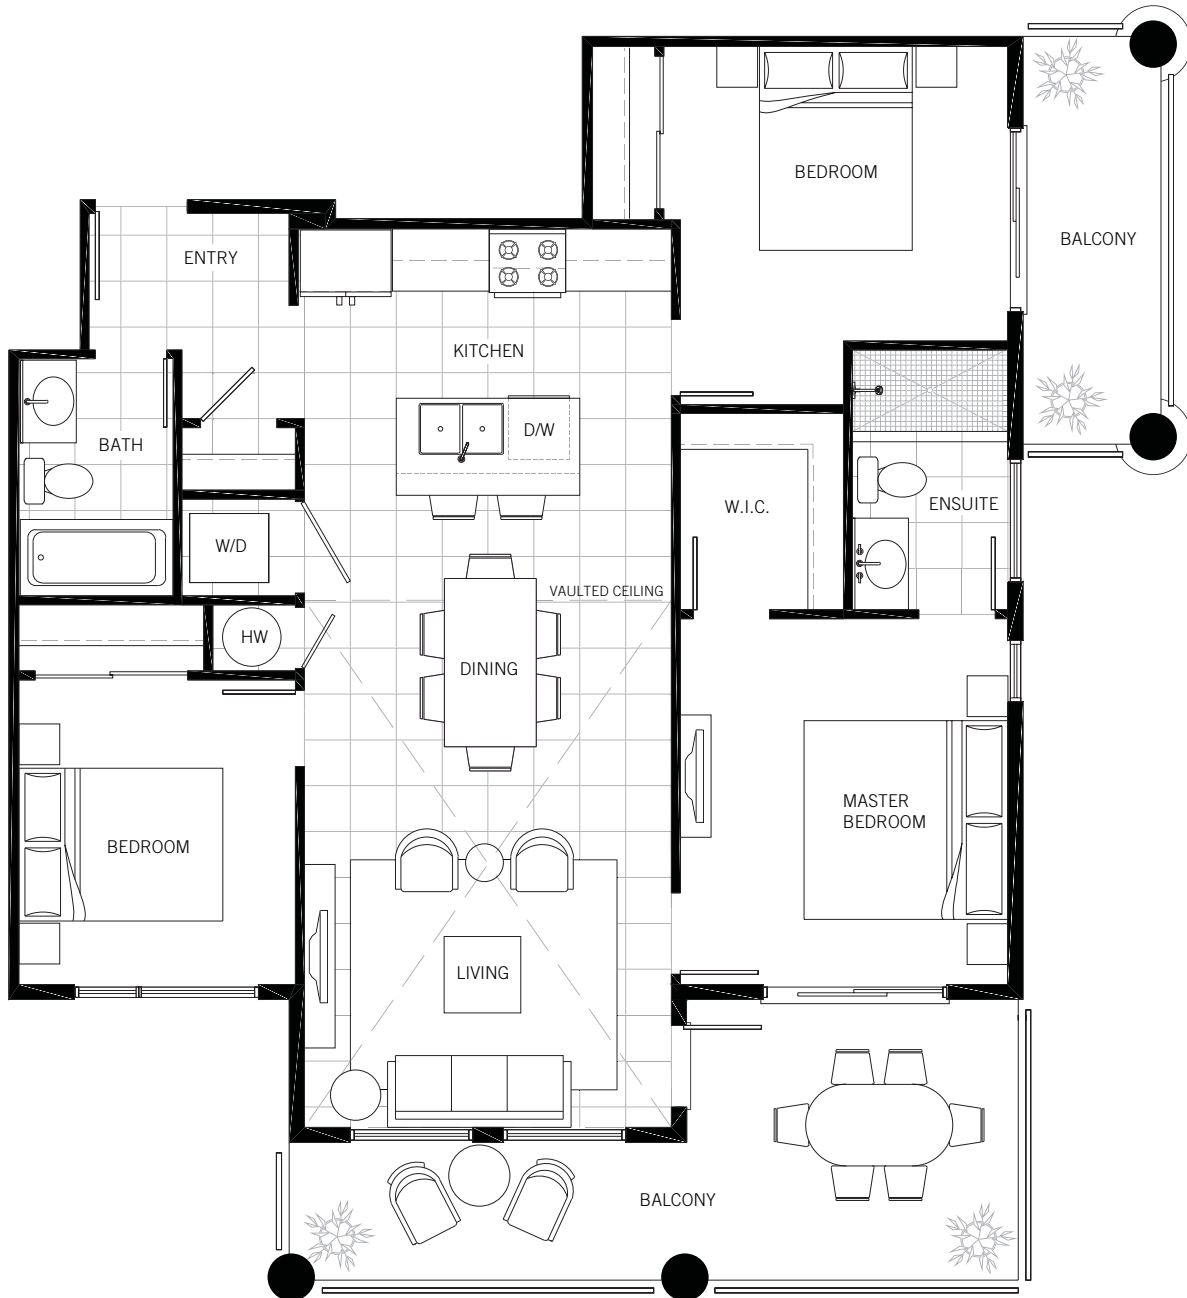 BEDROOM
BALCONY
ENTRY
KITCHEN
D/W
BATH
W.I.C.
ENSUITE
W/D
VAULTED CEILING
HW
DINING
MASTER
BEDROOM
BEDROOM
LIVING
BALCONY